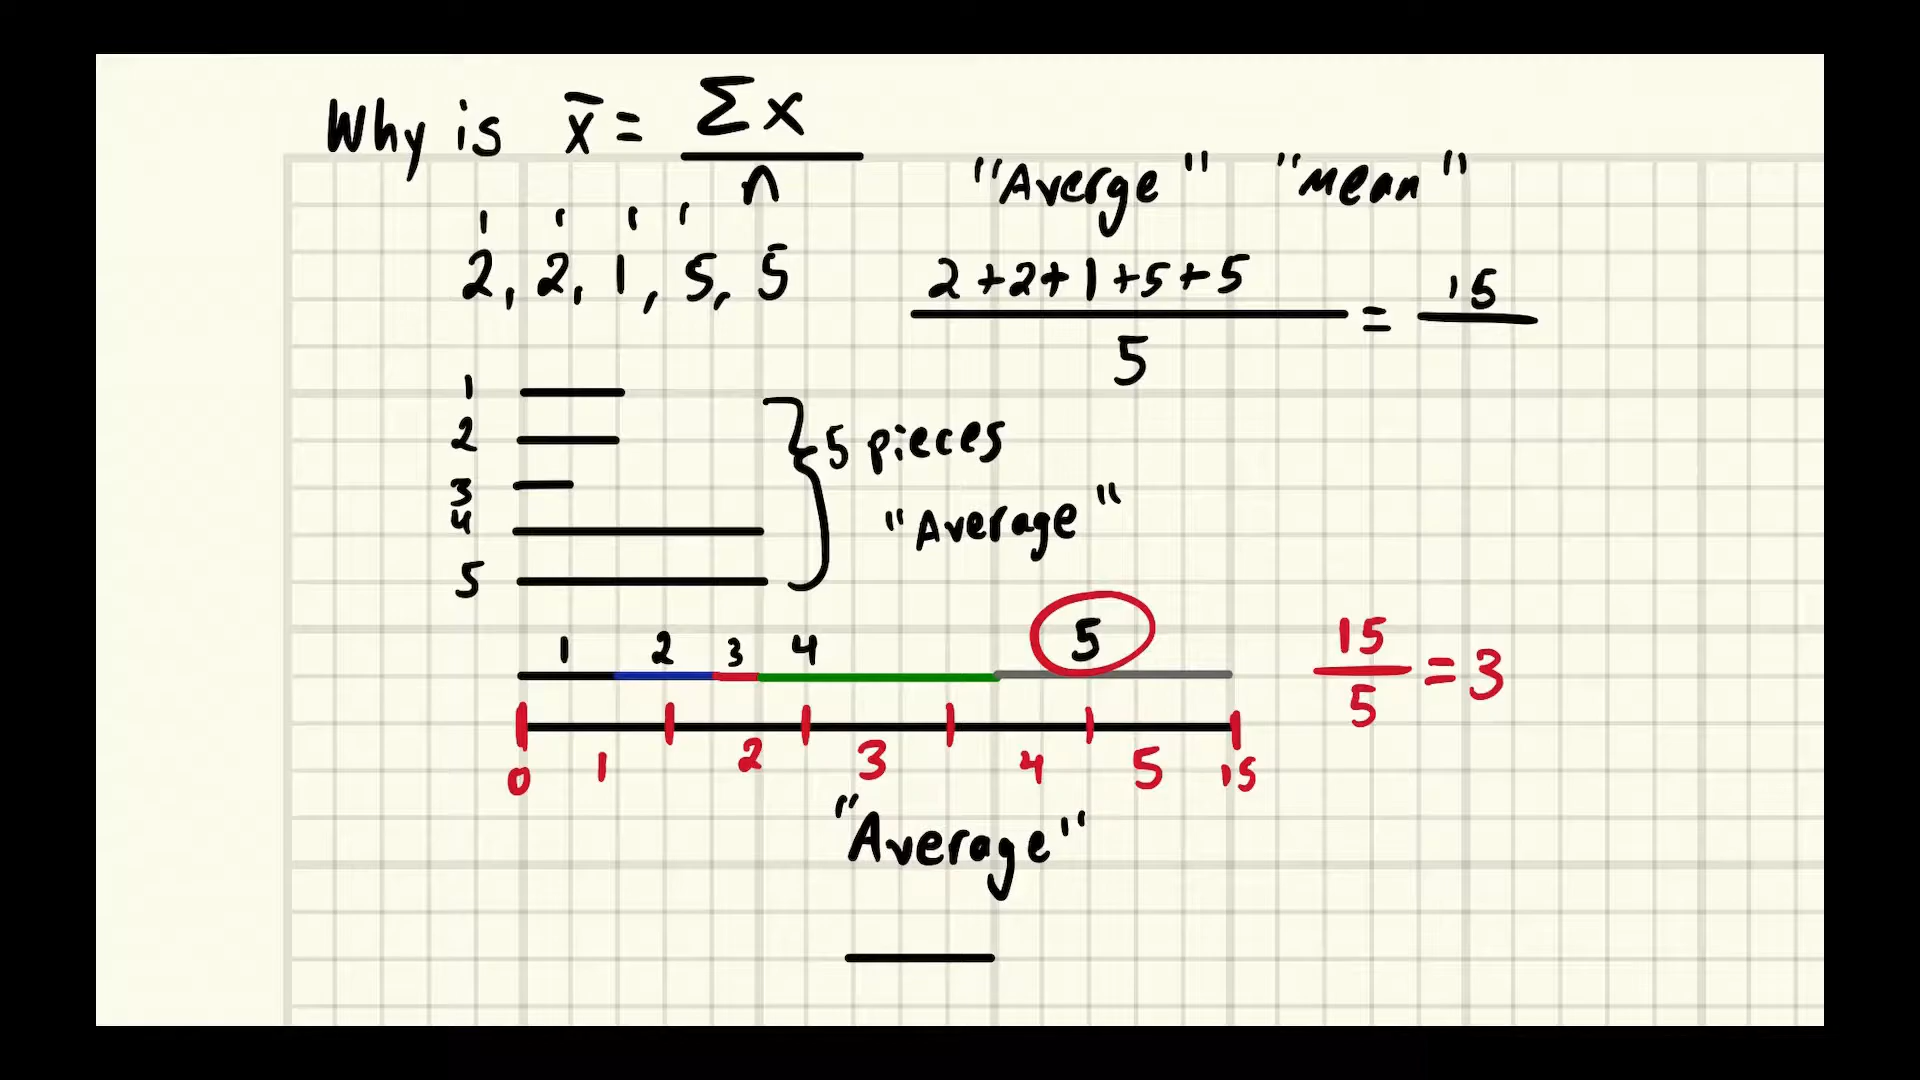 Why is x̄ = Σx / n
"Averge" "Mean"
2, 2, 1, 5, 5
2+2+1+5+5 / 5 = 15
1
2
3
4
5
5 pieces
"Average"
1 2 3 4 5
15 / 5 = 3
0 1 2 3 4 5 15
"Average"